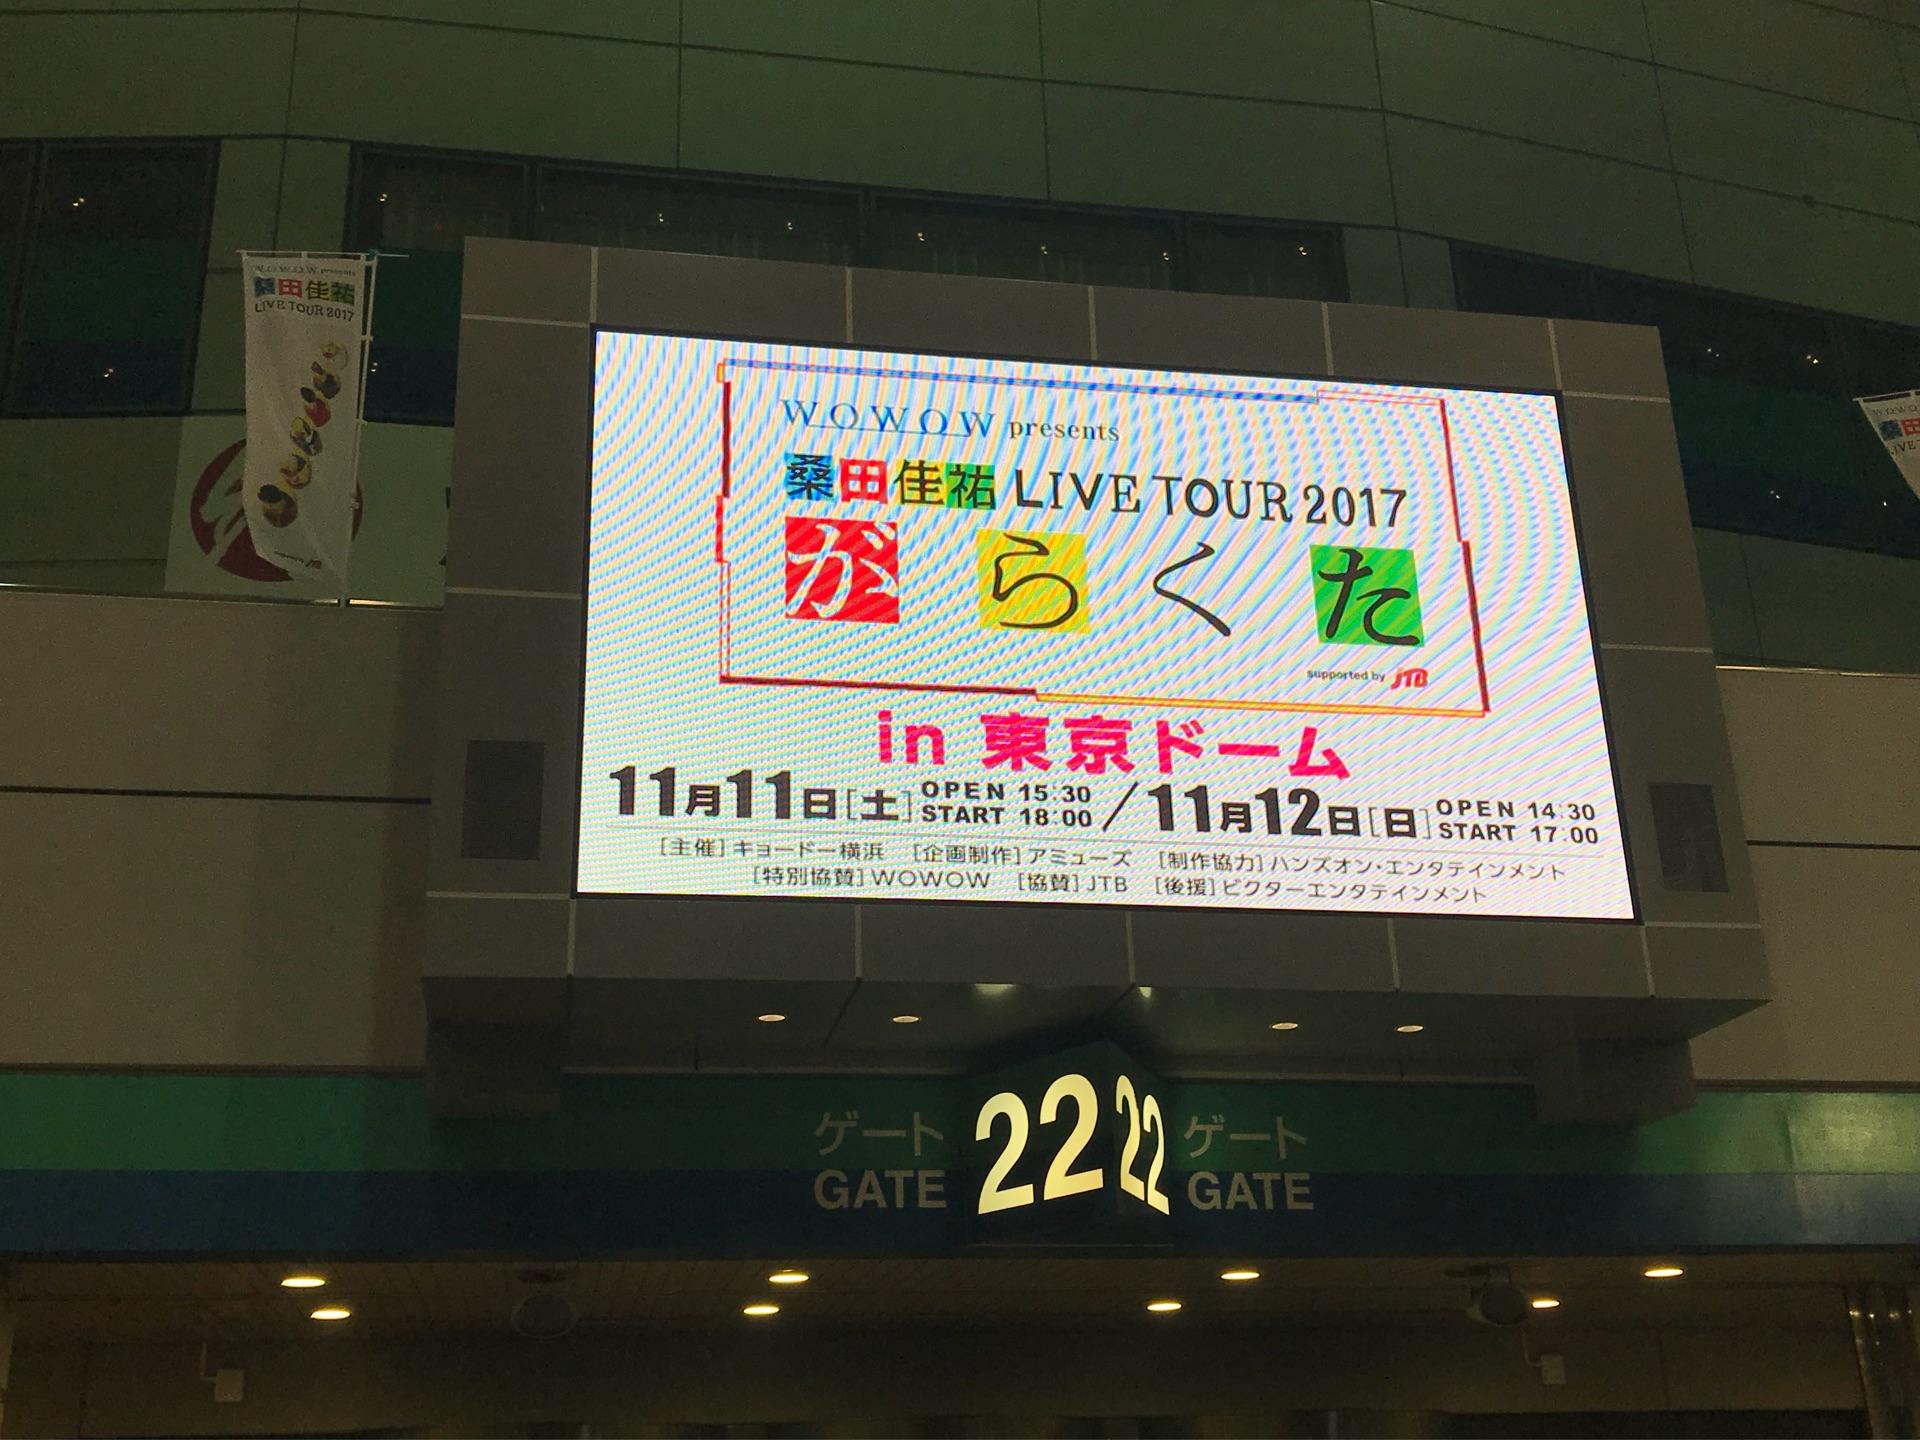 WOWOW presents
桑田佳祐
LIVE TOUR 2017
WOWOW presents
桑田佳祐 LIVE TOUR 2017
がらくた
supported by JTB
in 東京ドーム
11月11日[土] OPEN 15:30 START 18:00 / 11月12日[日] OPEN 14:30 START 17:00
[主催]キョードー横浜 [企画制作]アミューズ [制作協力]ハンズオン・エンタテインメント
[特別協賛]WOWOW [協賛]JTB [後援]ビクターエンタテインメント
ゲート 22 22 ゲート
GATE GATE